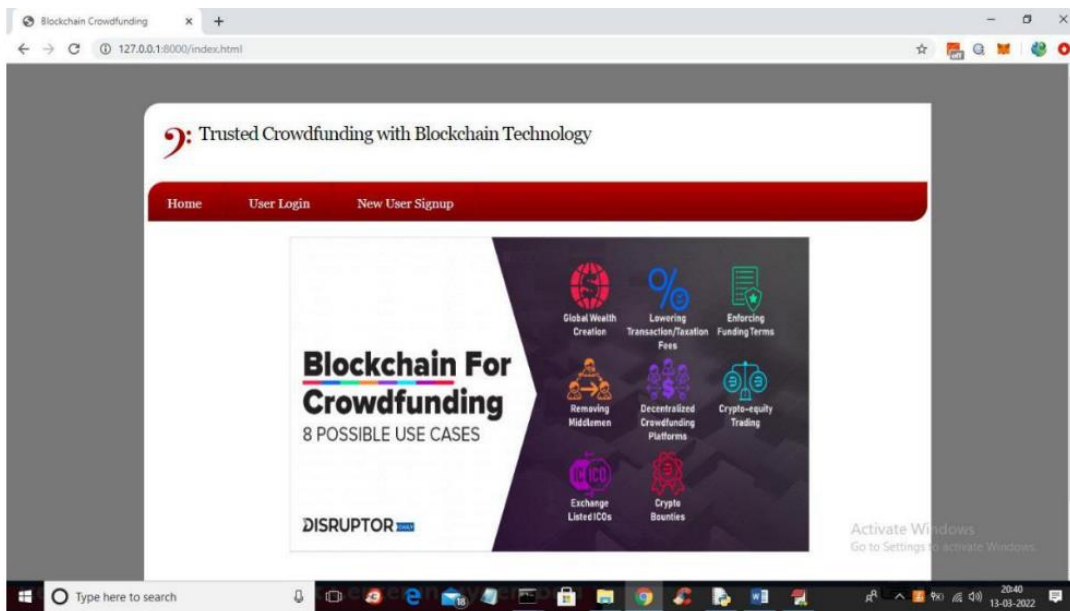 Blockchain Crowdfunding
127.0.0.1:8000/index.html
off
Trusted Crowdfunding with Blockchain Technology
Home User Login New User Signup
Blockchain For
Crowdfunding
8 POSSIBLE USE CASES
DISRUPTOR
Global Wealth
Creation
Lowering
Transaction/Taxation
Fees
Enforcing
Funding Terms
Removing
Middlemen
Decentralized
Crowdfunding
Platforms
Crypto-equity
Trading
ICO
Exchange
Listed ICOs
Crypto
Bounties
Activate Windows
Go to Settings to activate Windows.
Type here to search
18
20:40
13-03-2022